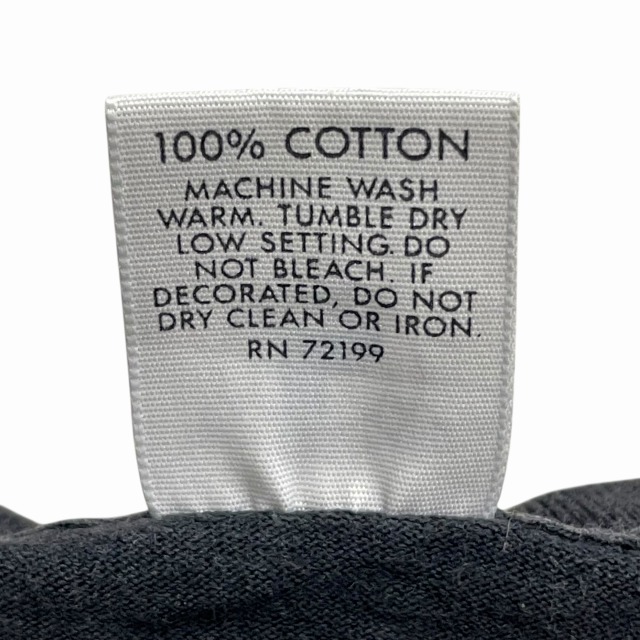 100% COTTON
MACHINE WASH
WARM. TUMBLE DRY
LOW SETTING. DO
NOT BLEACH. IF
DECORATED, DO NOT
DRY CLEAN OR IRON.
RN 72199